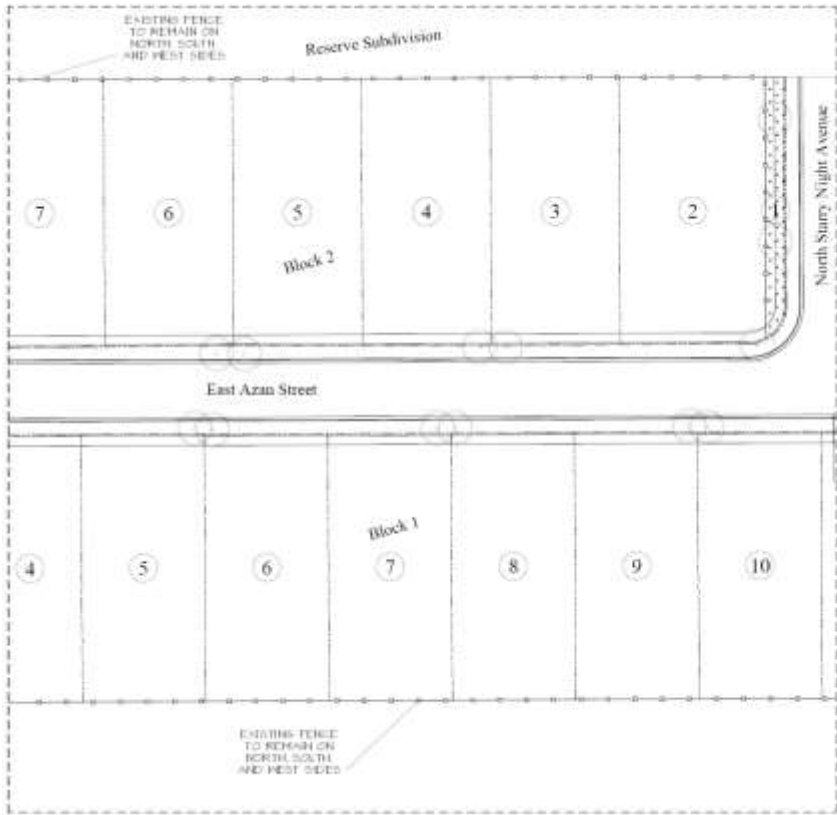 EXISTING FENCE
TO REMAIN ON
NORTH, SOUTH
AND WEST SIDES
Reserve Subdivision
North Starry Night Avenue
7
6
5
4
3
2
1
Block 2
East Azan Street
Block 1
4
5
6
7
8
9
10
EXISTING FENCE
TO REMAIN ON
NORTH, SOUTH
AND WEST SIDES